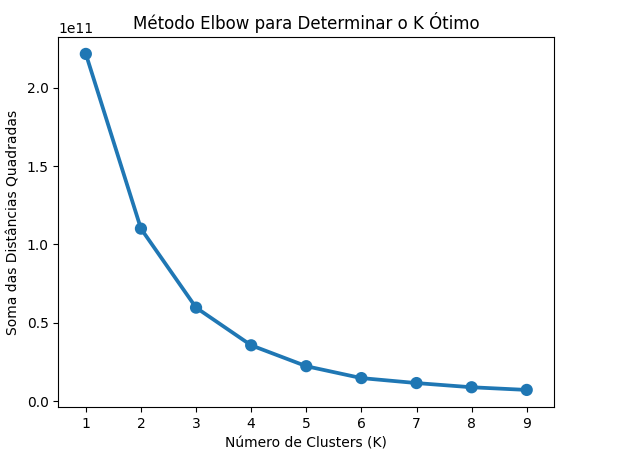 Método Elbow para Determinar o K Ótimo
1e11
2.0
1.5
1.0
0.5
0.0
Soma das Distâncias Quadradas
1 2 3 4 5 6 7 8 9
Número de Clusters (K)